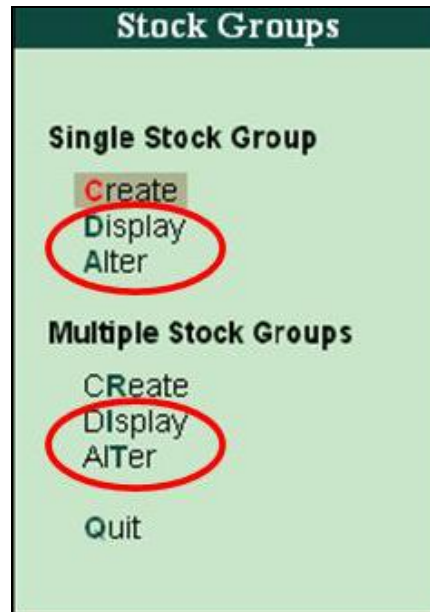 Stock Groups
Single Stock Group
Create
Display
Alter
Multiple Stock Groups
CReate
DIsplay
AlTer
Quit